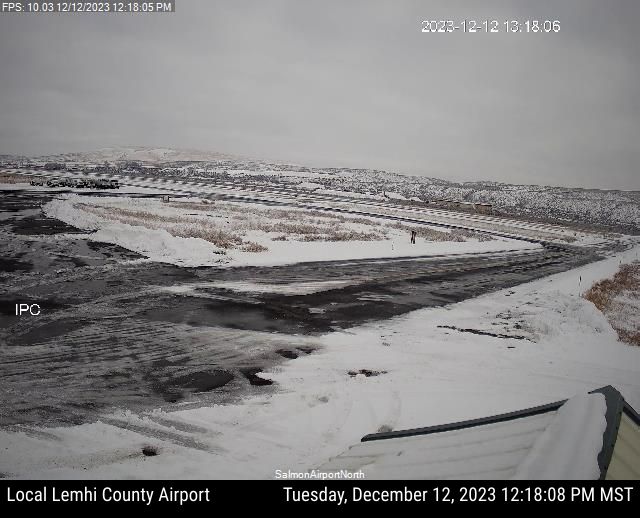 FPS: 10.03 12/12/2023 12:18:05 PM
2023-12-12 13:18:06
IPC
SalmonAirportNorth
Local Lemhi County Airport Tuesday, December 12, 2023 12:18:08 PM MST